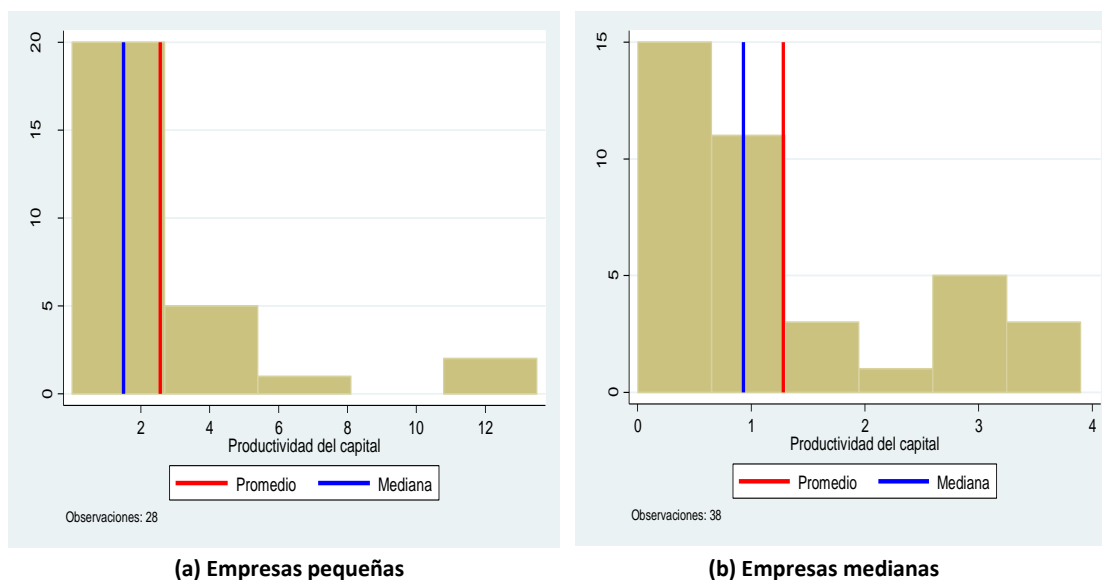 20
15
10
5
0
2 4 6 8 10 12
Productividad del capital
Promedio Mediana
Observaciones: 28
(a) Empresas pequeñas
15
10
5
0
0 1 2 3 4
Productividad del capital
Promedio Mediana
Observaciones: 38
(b) Empresas medianas